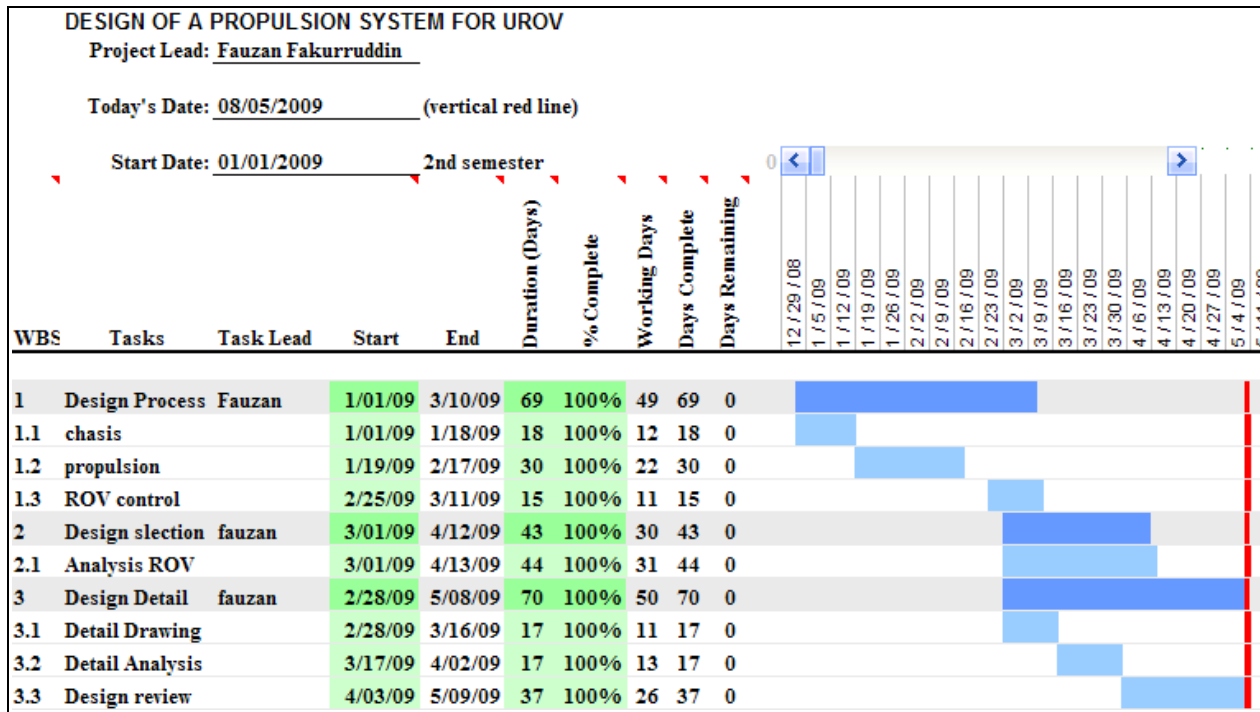 DESIGN OF A PROPULSION SYSTEM FOR UROV
Project Lead: Fauzan Fakurruddin
Today's Date: 08/05/2009 (vertical red line)
Start Date: 01/01/2009 2nd semester 0
WBS Tasks Task Lead Start End Duration (Days) % Complete Working Days Days Complete Days Remaining 12 / 29 / 08 1 / 5 / 09 1 / 12 / 09 1 / 19 / 09 1 / 26 / 09 2 / 2 / 09 2 / 9 / 09 2 / 16 / 09 2 / 23 / 09 3 / 2 / 09 3 / 9 / 09 3 / 16 / 09 3 / 23 / 09 3 / 30 / 09 4 / 6 / 09 4 / 13 / 09 4 / 20 / 09 4 / 27 / 09 5 / 4 / 09
1 Design Process Fauzan 1/01/09 3/10/09 69 100% 49 69 0
1.1 chasis 1/01/09 1/18/09 18 100% 12 18 0
1.2 propulsion 1/19/09 2/17/09 30 100% 22 30 0
1.3 ROV control 2/25/09 3/11/09 15 100% 11 15 0
2 Design slection fauzan 3/01/09 4/12/09 43 100% 30 43 0
2.1 Analysis ROV 3/01/09 4/13/09 44 100% 31 44 0
3 Design Detail fauzan 2/28/09 5/08/09 70 100% 50 70 0
3.1 Detail Drawing 2/28/09 3/16/09 17 100% 11 17 0
3.2 Detail Analysis 3/17/09 4/02/09 17 100% 13 17 0
3.3 Design review 4/03/09 5/09/09 37 100% 26 37 0